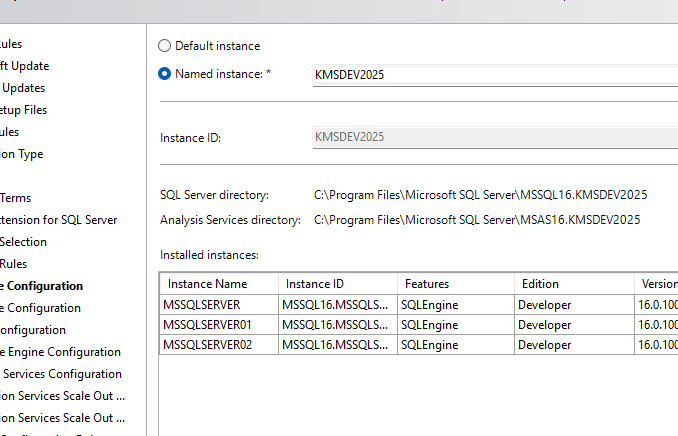 Rules
ft Update
Updates
etup Files
ules
ion Type
Terms
xtension for SQL Server
Selection
Rules
e Configuration
e Configuration
onfiguration
e Engine Configuration
Services Configuration
ion Services Scale Out ...
ion Services Scale Out ...
Default instance
Named instance: *
KMSDEV2025
Instance ID:
KMSDEV2025
SQL Server directory:
C:\Program Files\Microsoft SQL Server\MSSQL16.KMSDEV2025
Analysis Services directory:
C:\Program Files\Microsoft SQL Server\MSAS16.KMSDEV2025
Installed instances:
Instance Name Instance ID Features Edition Version
MSSQLSERVER MSSQL16.MSSQLS... SQLEngine Developer 16.0.100
MSSQLSERVER01 MSSQL16.MSSQLS... SQLEngine Developer 16.0.100
MSSQLSERVER02 MSSQL16.MSSQLS... SQLEngine Developer 16.0.100